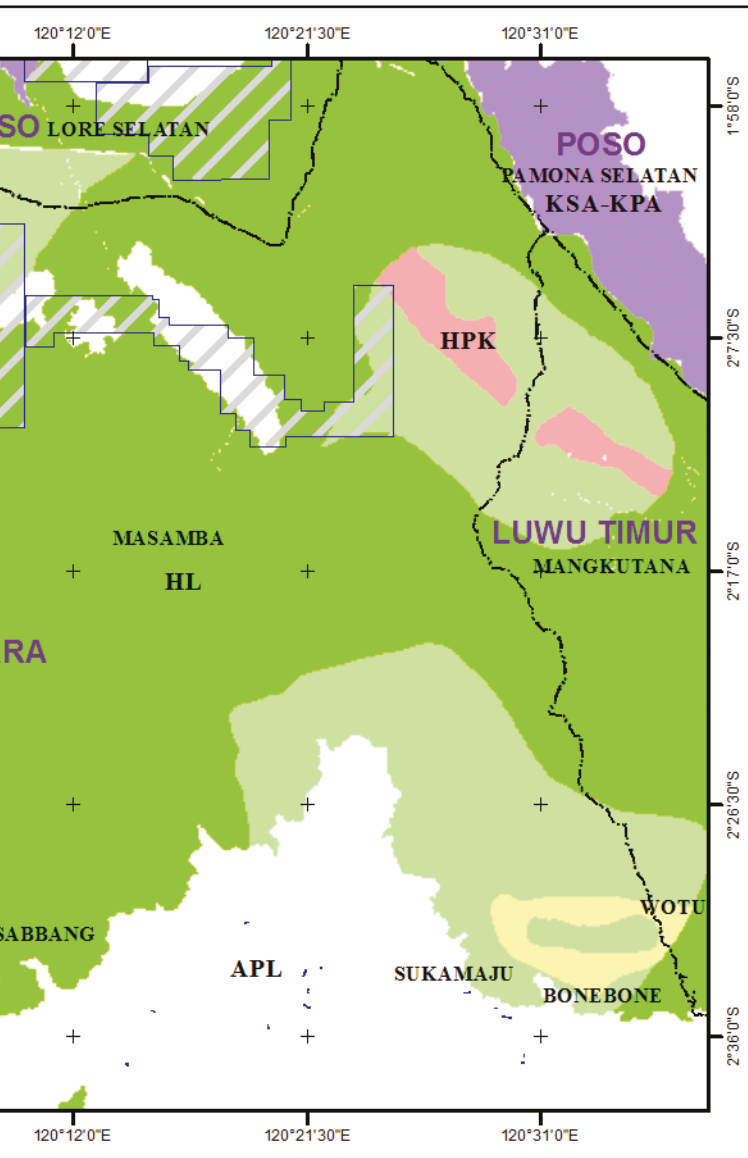 120°12'0"E 120°21'30"E 120°31'0"E
1°58'0"S
SO LORE SELATAN
POSO
PAMONA SELATAN
KSA-KPA
2°7'30"S
HPK
LUWU TIMUR
MASAMBA
MANGKUTANA
2°17'0"S
HL
RA
2°26'30"S
WOTU
SABBANG
APL
SUKAMAJU
BONEBONE
2°36'0"S
120°12'0"E 120°21'30"E 120°31'0"E